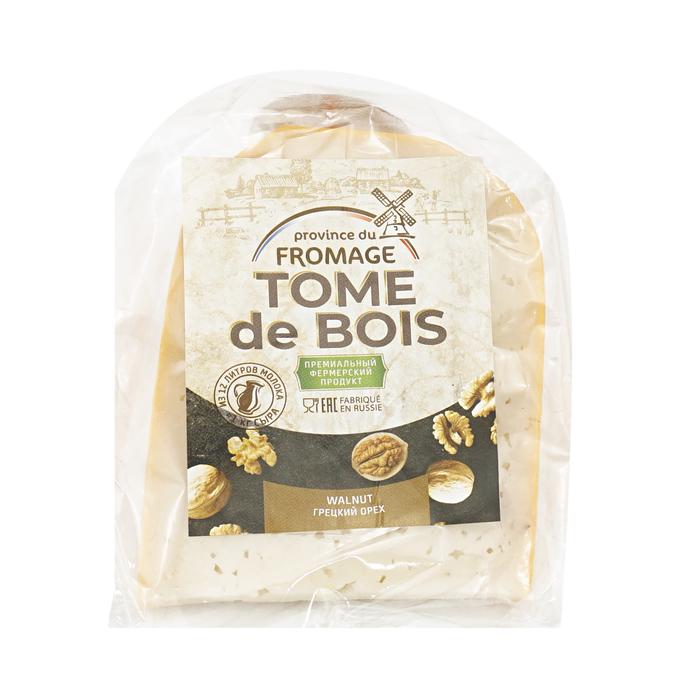 province du
FROMAGE
TOME
de BOIS
ПРЕМИАЛЬНЫЙ
ФЕРМЕРСКИЙ
ПРОДУКТ
ИЗ 12 ЛИТРОВ МОЛОКА
1 КГ СЫРА
EAC FABRIQUÉ
EN RUSSIE
WALNUT
ГРЕЦКИЙ ОРЕХ